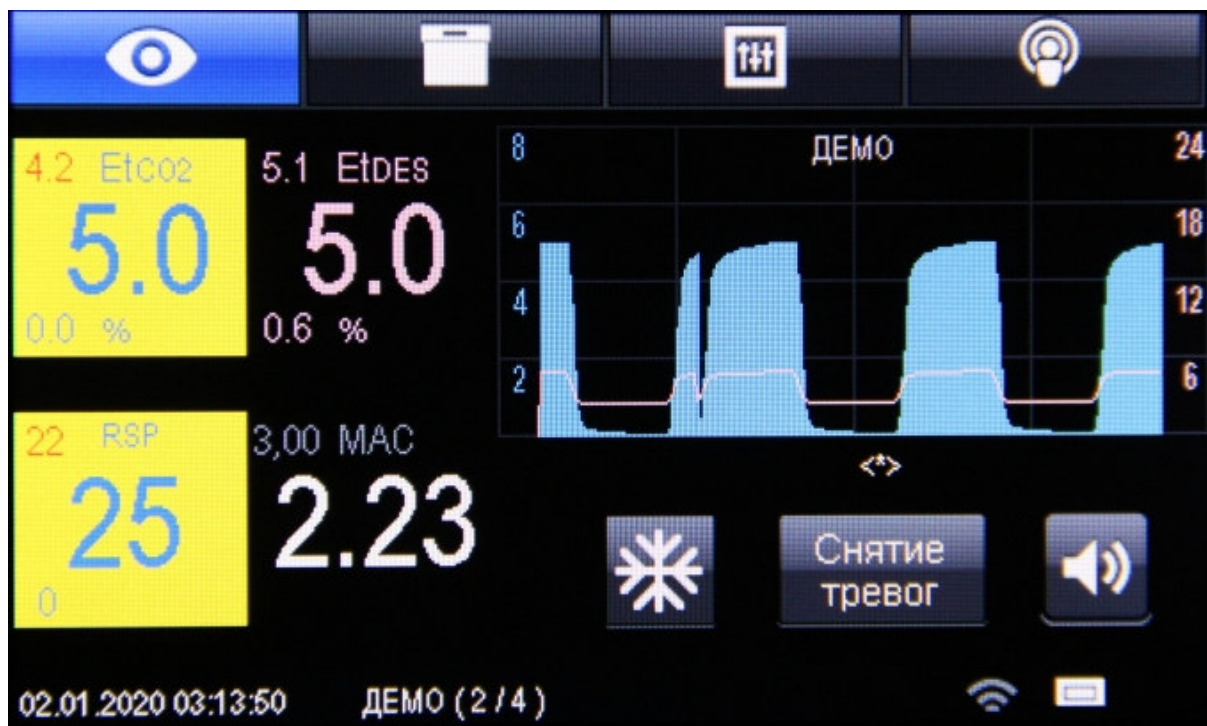 4.2 EtCO2
5.0
0.0 %
5.1 EtDES
5.0
0.6 %
22 RSP
25
0
3,00 MAC
2.23
ДЕМО
8
6
4
2
24
18
12
6
<*>
Снятие
тревог
02.01.2020 03:13:50 ДЕМО (2/4)